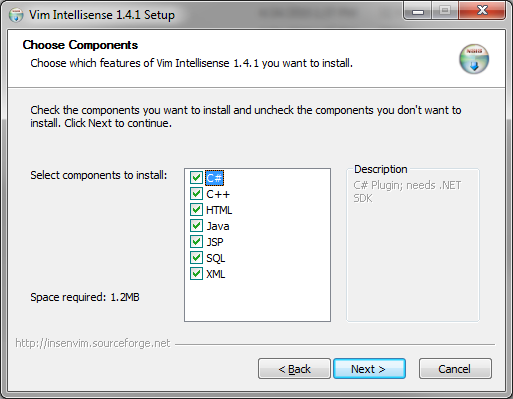 Vim Intellisense 1.4.1 Setup
Choose Components
Choose which features of Vim Intellisense 1.4.1 you want to install.
Check the components you want to install and uncheck the components you don't want to
install. Click Next to continue.
Select components to install:
C#
C++
HTML
Java
JSP
SQL
XML
Description
C# Plugin; needs .NET
SDK
Space required: 1.2MB
http://insenvim.sourceforge.net
< Back
Next >
Cancel